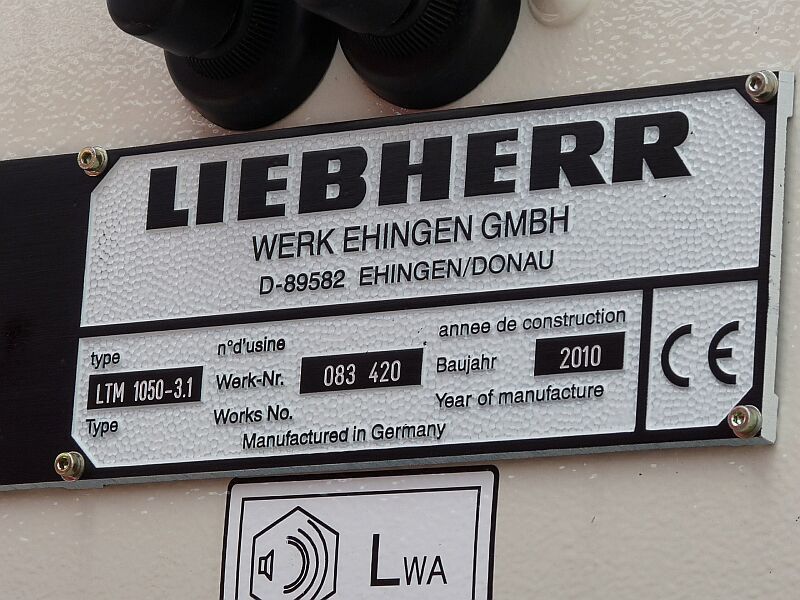 LIEBHERR
WERK EHINGEN GMBH
D-89582 EHINGEN/DONAU
type
LTM 1050-3.1
Type
n°d'usine
Werk-Nr. 083 420
Works No.
annee de construction
Baujahr 2010
Year of manufacture
Manufactured in Germany
CE
LWA